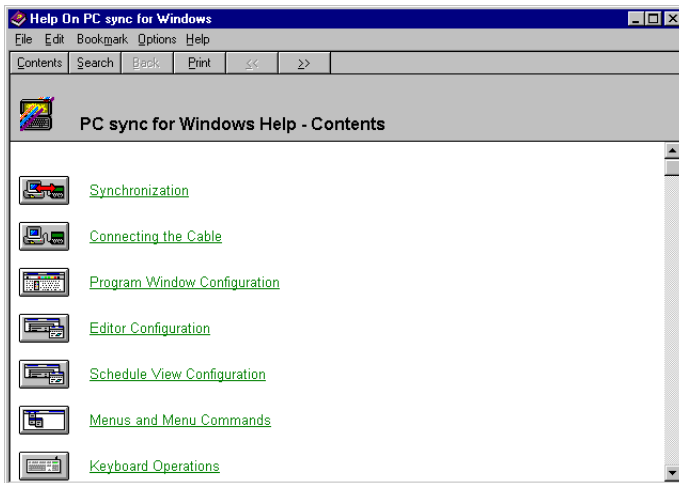 Help On PC sync for Windows
File Edit Bookmark Options Help
Contents Search Back Print << >>
PC sync for Windows Help - Contents
Synchronization
Connecting the Cable
Program Window Configuration
Editor Configuration
Schedule View Configuration
Menus and Menu Commands
Keyboard Operations